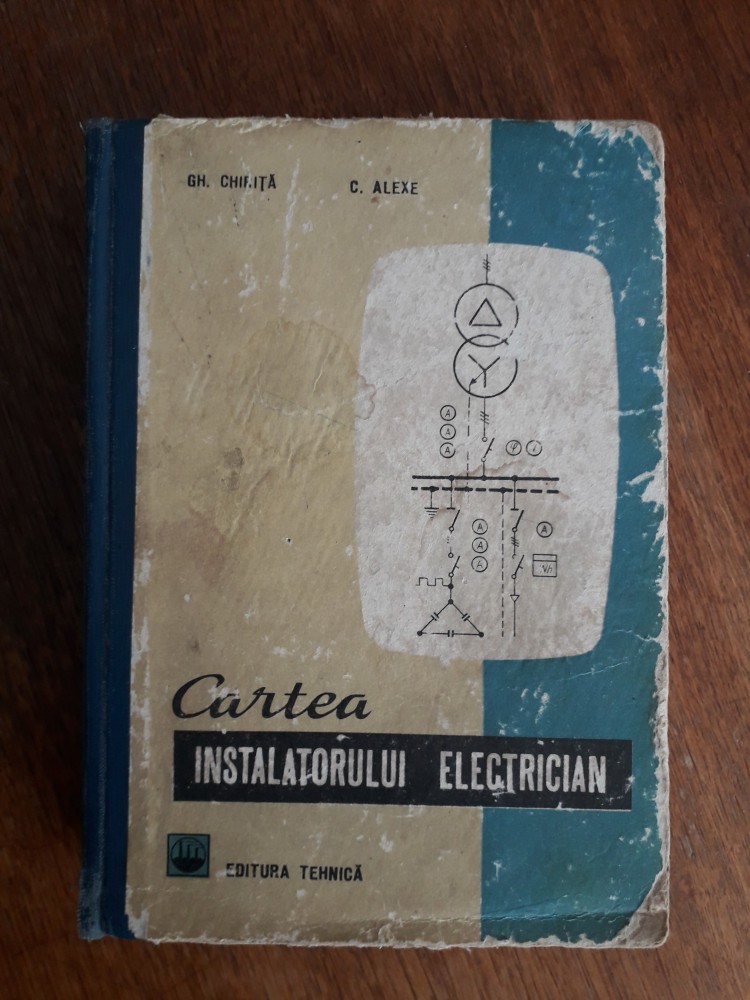 GH. CHIRIȚĂ C. ALEXE
A
A
A
φ i
A
A
A
A
Cartea
INSTALATORULUI ELECTRICIAN
EDITURA TEHNICĂ